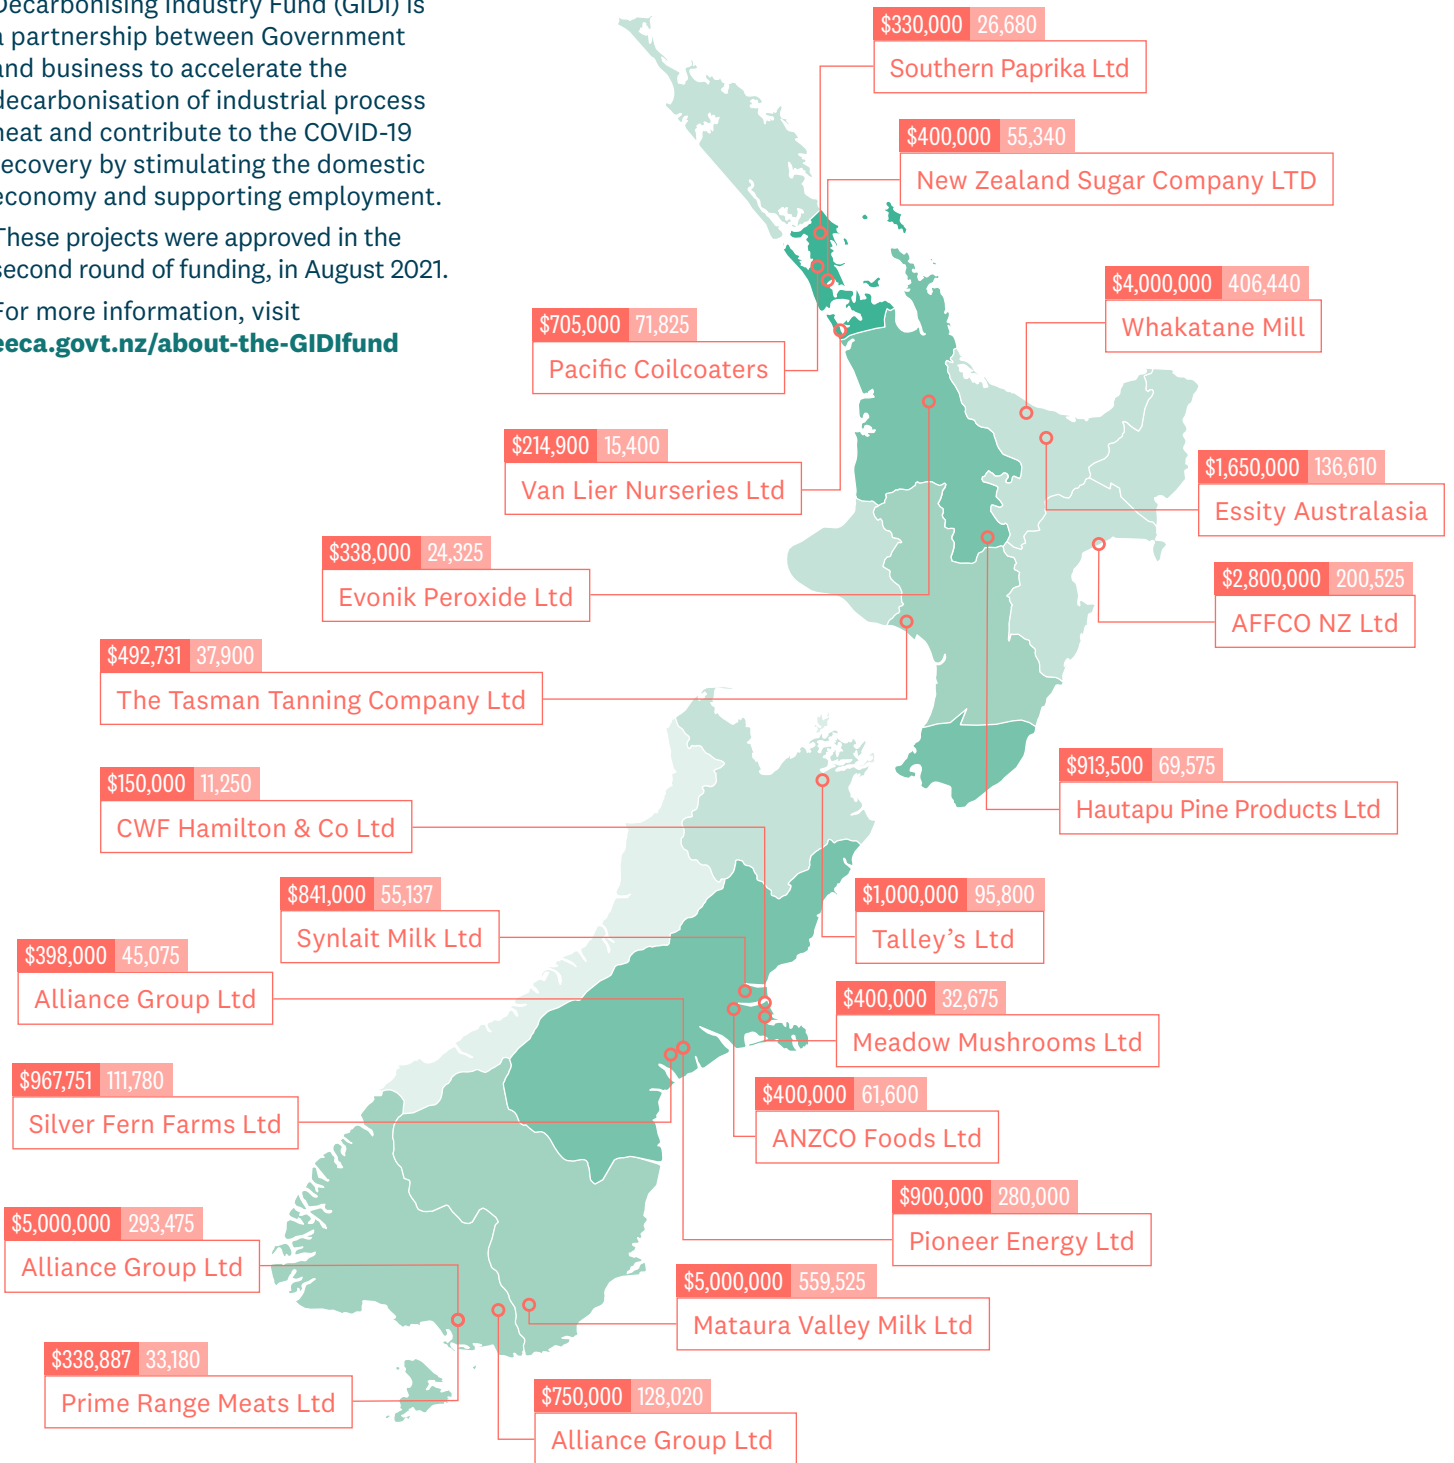 Decarbonising Industry Fund (GIDI) is
a partnership between Government
and business to accelerate the
decarbonisation of industrial process
heat and contribute to the COVID-19
recovery by stimulating the domestic
economy and supporting employment.
These projects were approved in the
second round of funding, in August 2021.
For more information, visit
eeca.govt.nz/about-the-GIDIfund
$330,000 26,680
Southern Paprika Ltd
$400,000 55,340
New Zealand Sugar Company LTD
$4,000,000 406,440
Whakatane Mill
$705,000 71,825
Pacific Coilcoaters
$214,900 15,400
Van Lier Nurseries Ltd
$1,650,000 136,610
Essity Australasia
$338,000 24,325
Evonik Peroxide Ltd
$2,800,000 200,525
AFFCO NZ Ltd
$492,731 37,900
The Tasman Tanning Company Ltd
$913,500 69,575
Hautapu Pine Products Ltd
$150,000 11,250
CWF Hamilton & Co Ltd
$841,000 55,137
Synlait Milk Ltd
$1,000,000 95,800
Talley's Ltd
$398,000 45,075
Alliance Group Ltd
$400,000 32,675
Meadow Mushrooms Ltd
$967,751 111,780
Silver Fern Farms Ltd
$400,000 61,600
ANZCO Foods Ltd
$900,000 280,000
Pioneer Energy Ltd
$5,000,000 293,475
Alliance Group Ltd
$5,000,000 559,525
Mataura Valley Milk Ltd
$338,887 33,180
Prime Range Meats Ltd
$750,000 128,020
Alliance Group Ltd